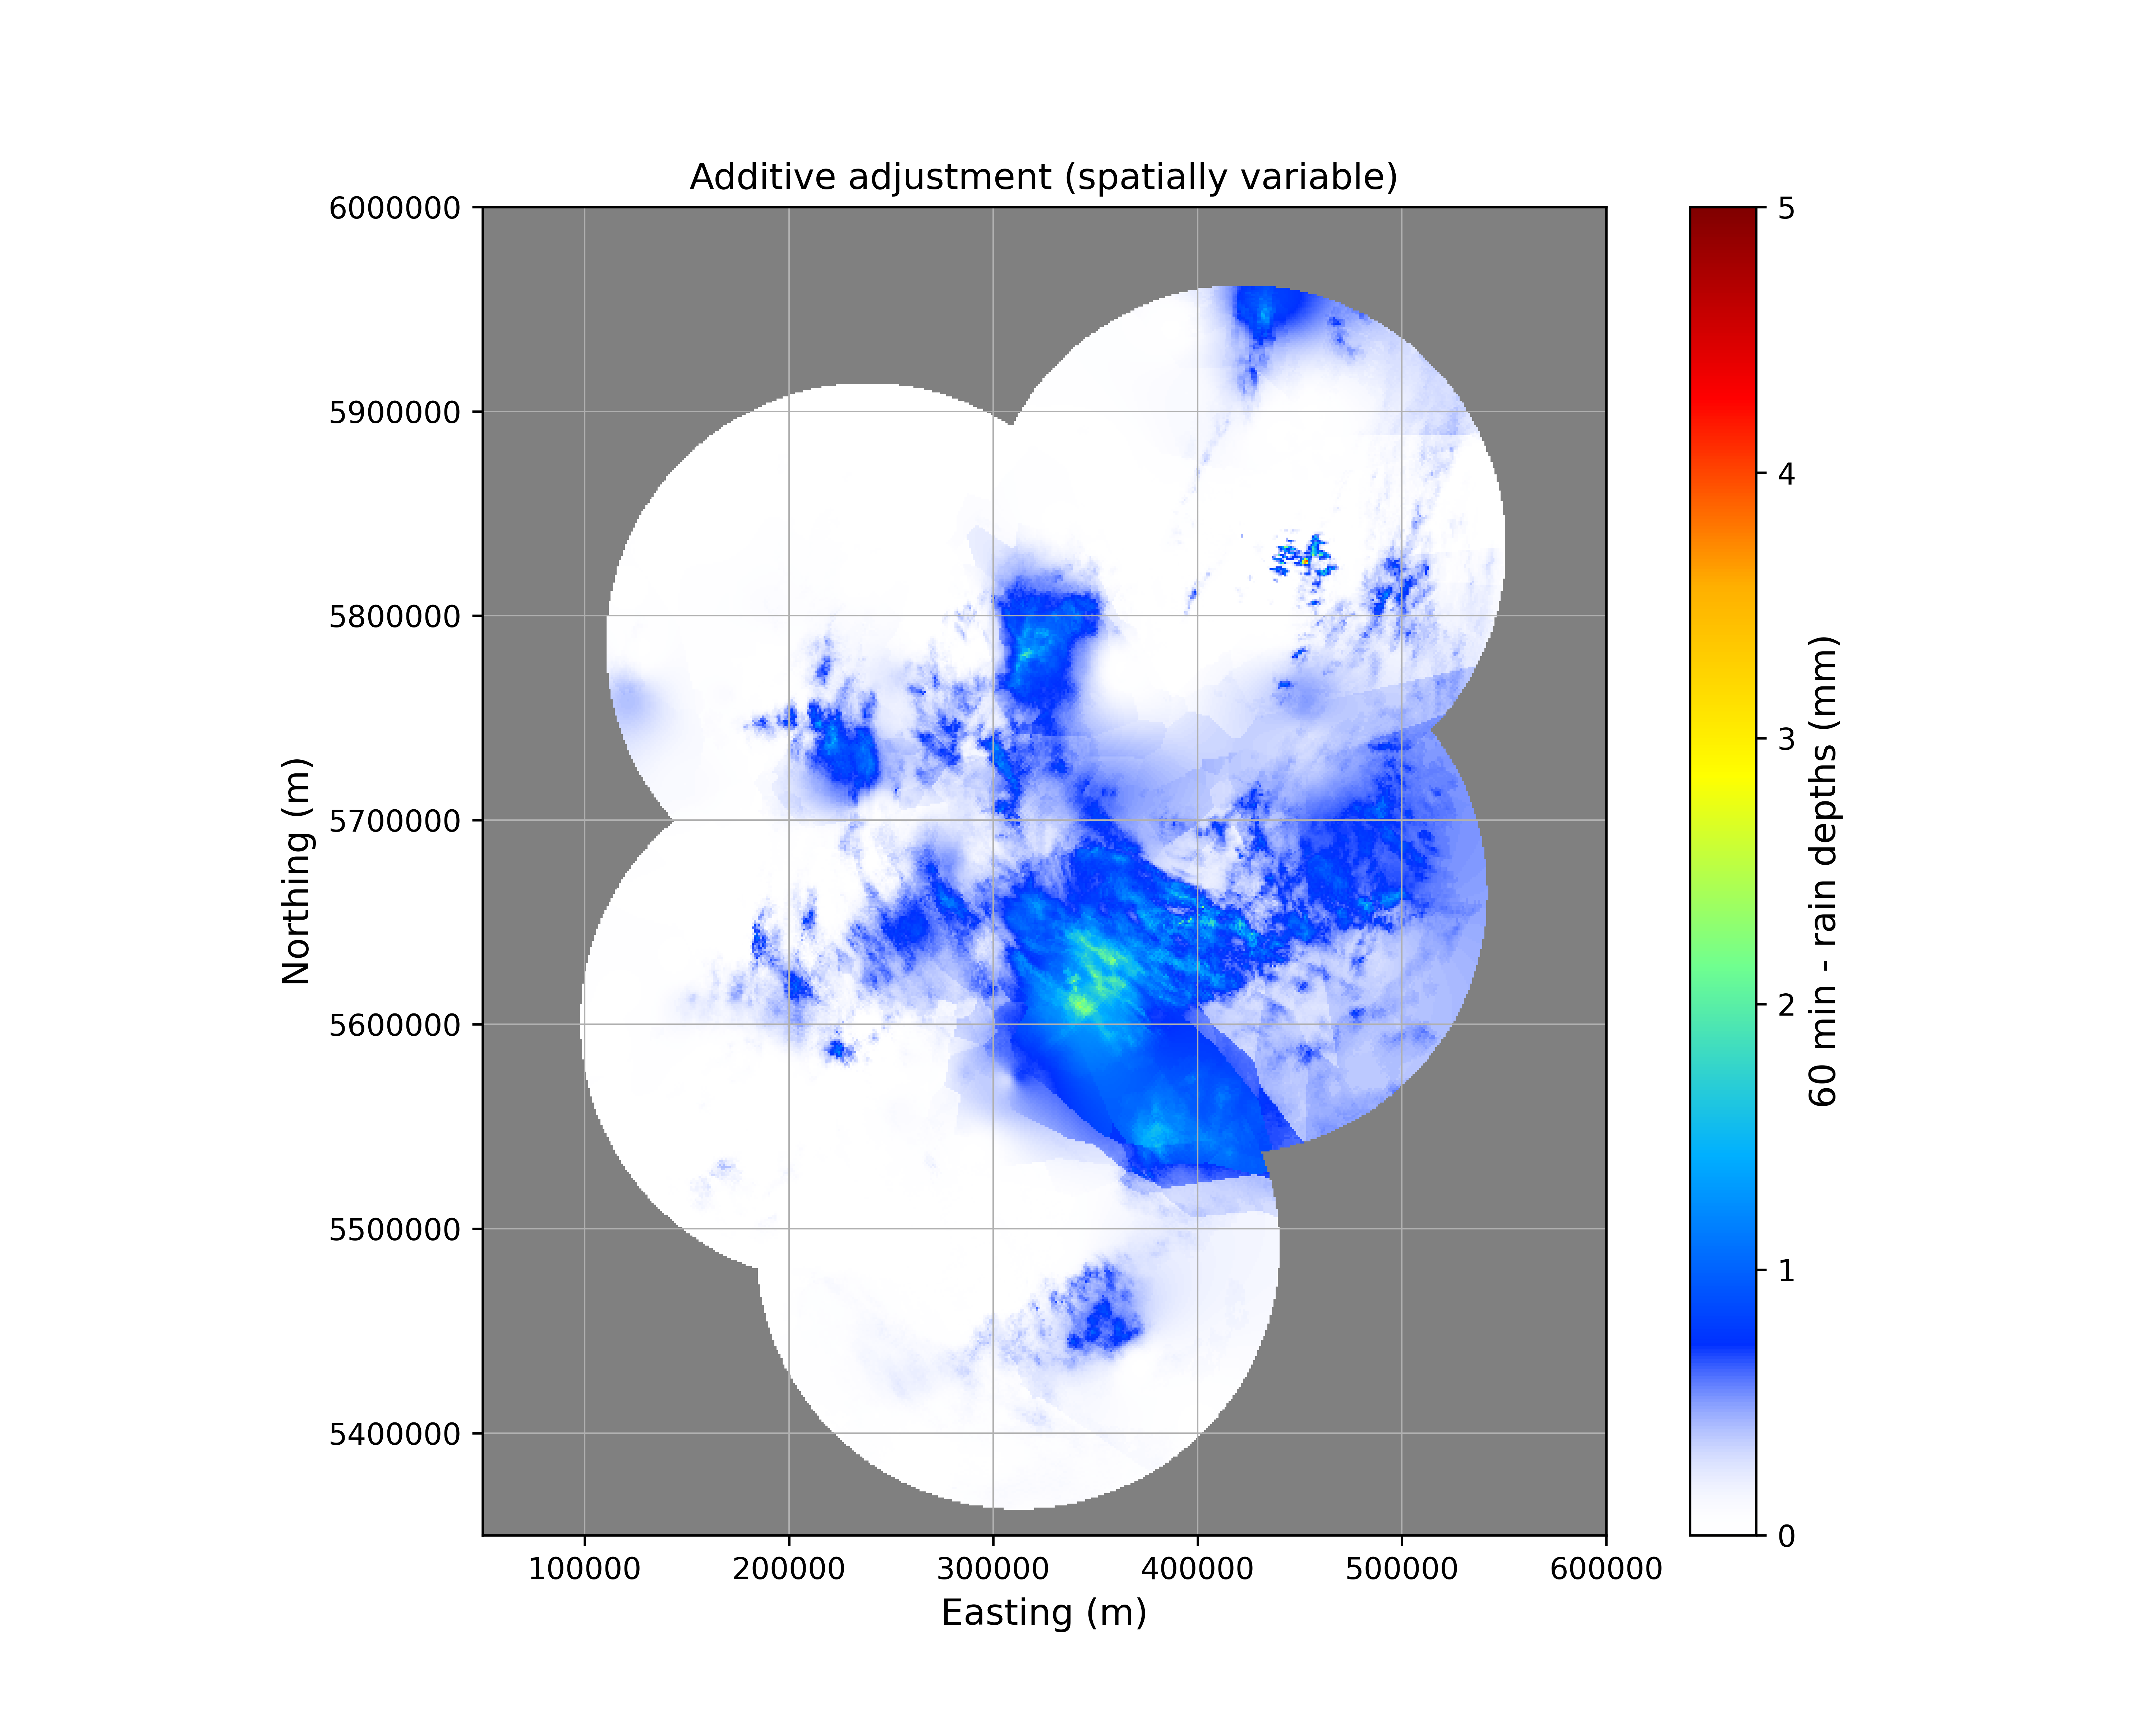 Additive adjustment (spatially variable)
6000000
5900000
5800000
5700000
5600000
5500000
5400000
Northing (m)
100000 200000 300000 400000 500000 600000
Easting (m)
5
4
3
2
1
0
60 min - rain depths (mm)